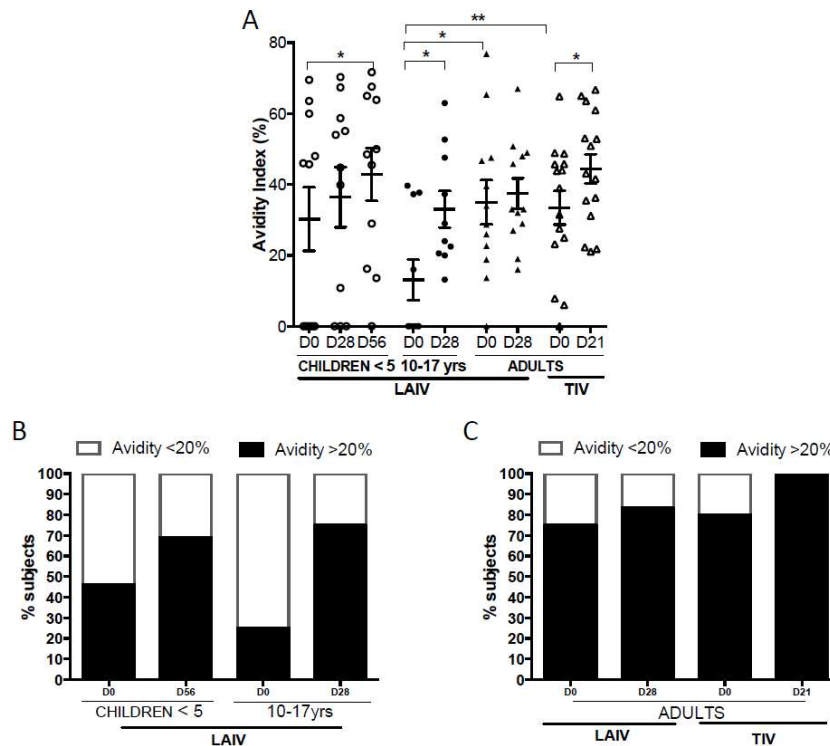 A
** 
*
* * *
80
60
40
20
0
Avidity Index (%)
D0 D28 D56 D0 D28 D0 D28 D0 D21
CHILDREN < 5 10-17 yrs ADULTS
LAIV TIV
B
Avidity <20% Avidity >20%
100
90
80
70
60
50
40
30
20
10
0
% subjects
D0 D56 D0 D28
CHILDREN < 5 10-17yrs
LAIV
C
Avidity <20% Avidity >20%
100
90
80
70
60
50
40
30
20
10
0
% subjects
D0 D28 D0 D21
ADULTS
LAIV TIV